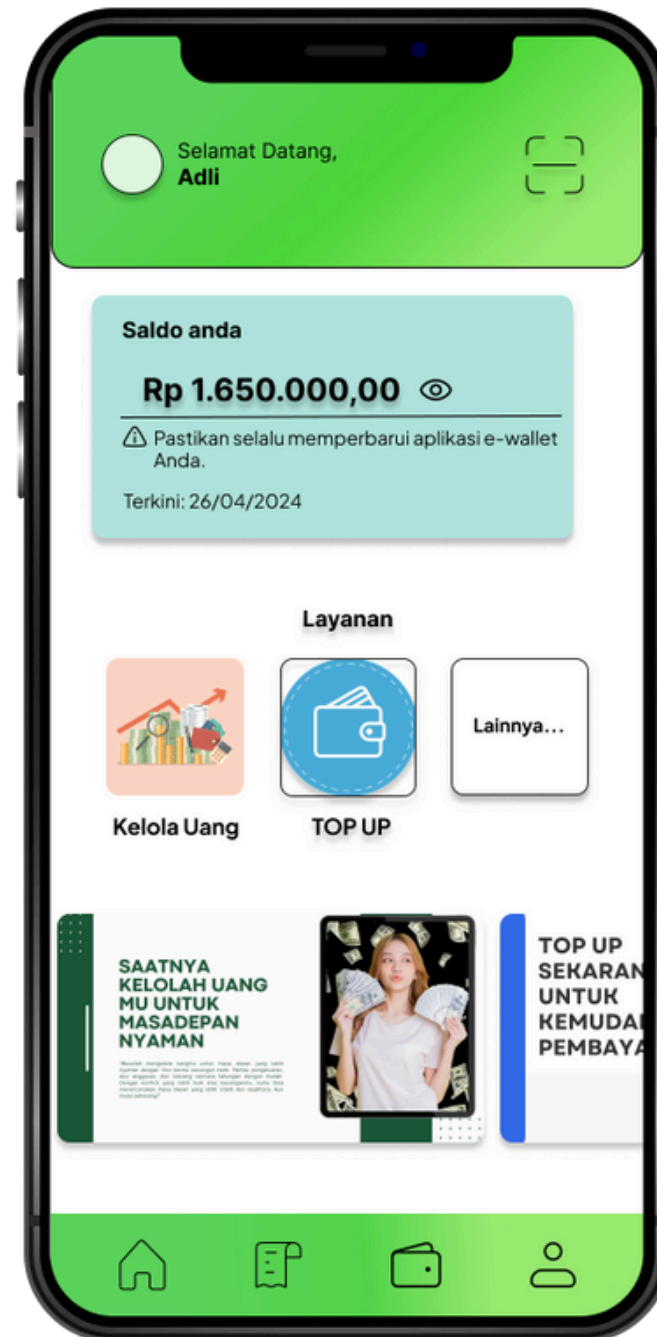 Selamat Datang,
Adli
Saldo anda
Rp 1.650.000,00
Pastikan selalu memperbarui aplikasi e-wallet
Anda.
Terkini: 26/04/2024
Layanan
Lainnya...
Kelola Uang
TOP UP
SAATNYA
KELOLAH UANG
MU UNTUK
MASADEPAN
NYAMAN
TOP UP
SEKARAN
UNTUK
KEMUDA
PEMBAYA